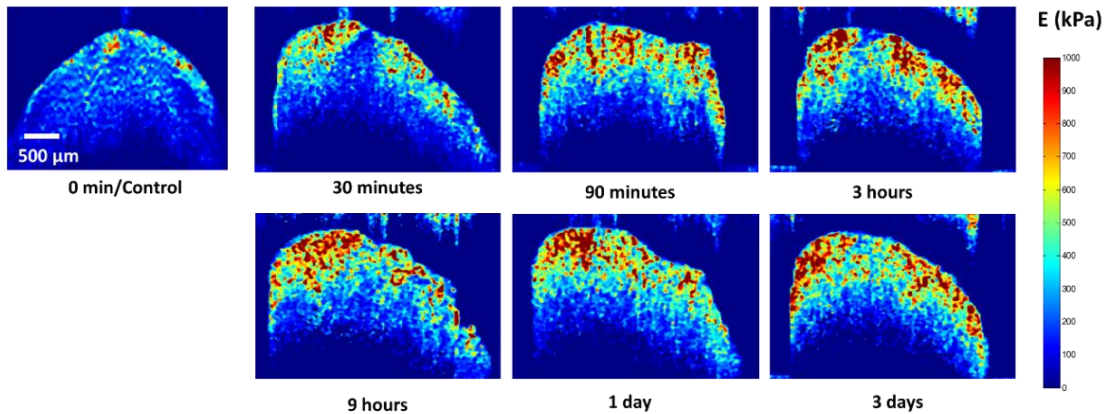 E (kPa)
1000
900
800
700
600
500
400
300
200
100
0
500 µm
0 min/Control
30 minutes
90 minutes
3 hours
9 hours
1 day
3 days